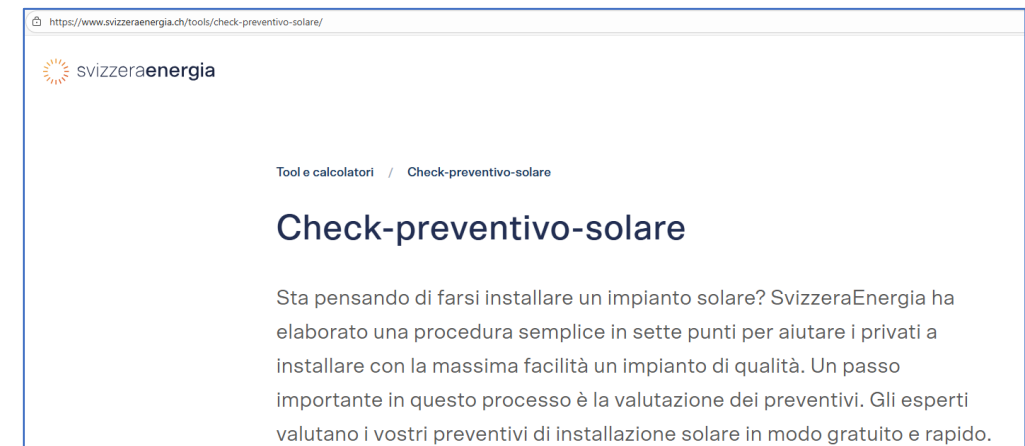 https://www.svizzeraenergia.ch/tools/check-preventivo-solare/
svizzeraenergia
Tool e calcolatori / Check-preventivo-solare
Check-preventivo-solare
Sta pensando di farsi installare un impianto solare? SvizzeraEnergia ha
elaborato una procedura semplice in sette punti per aiutare i privati a
installare con la massima facilità un impianto di qualità. Un passo
importante in questo processo è la valutazione dei preventivi. Gli esperti
valutano i vostri preventivi di installazione solare in modo gratuito e rapido.